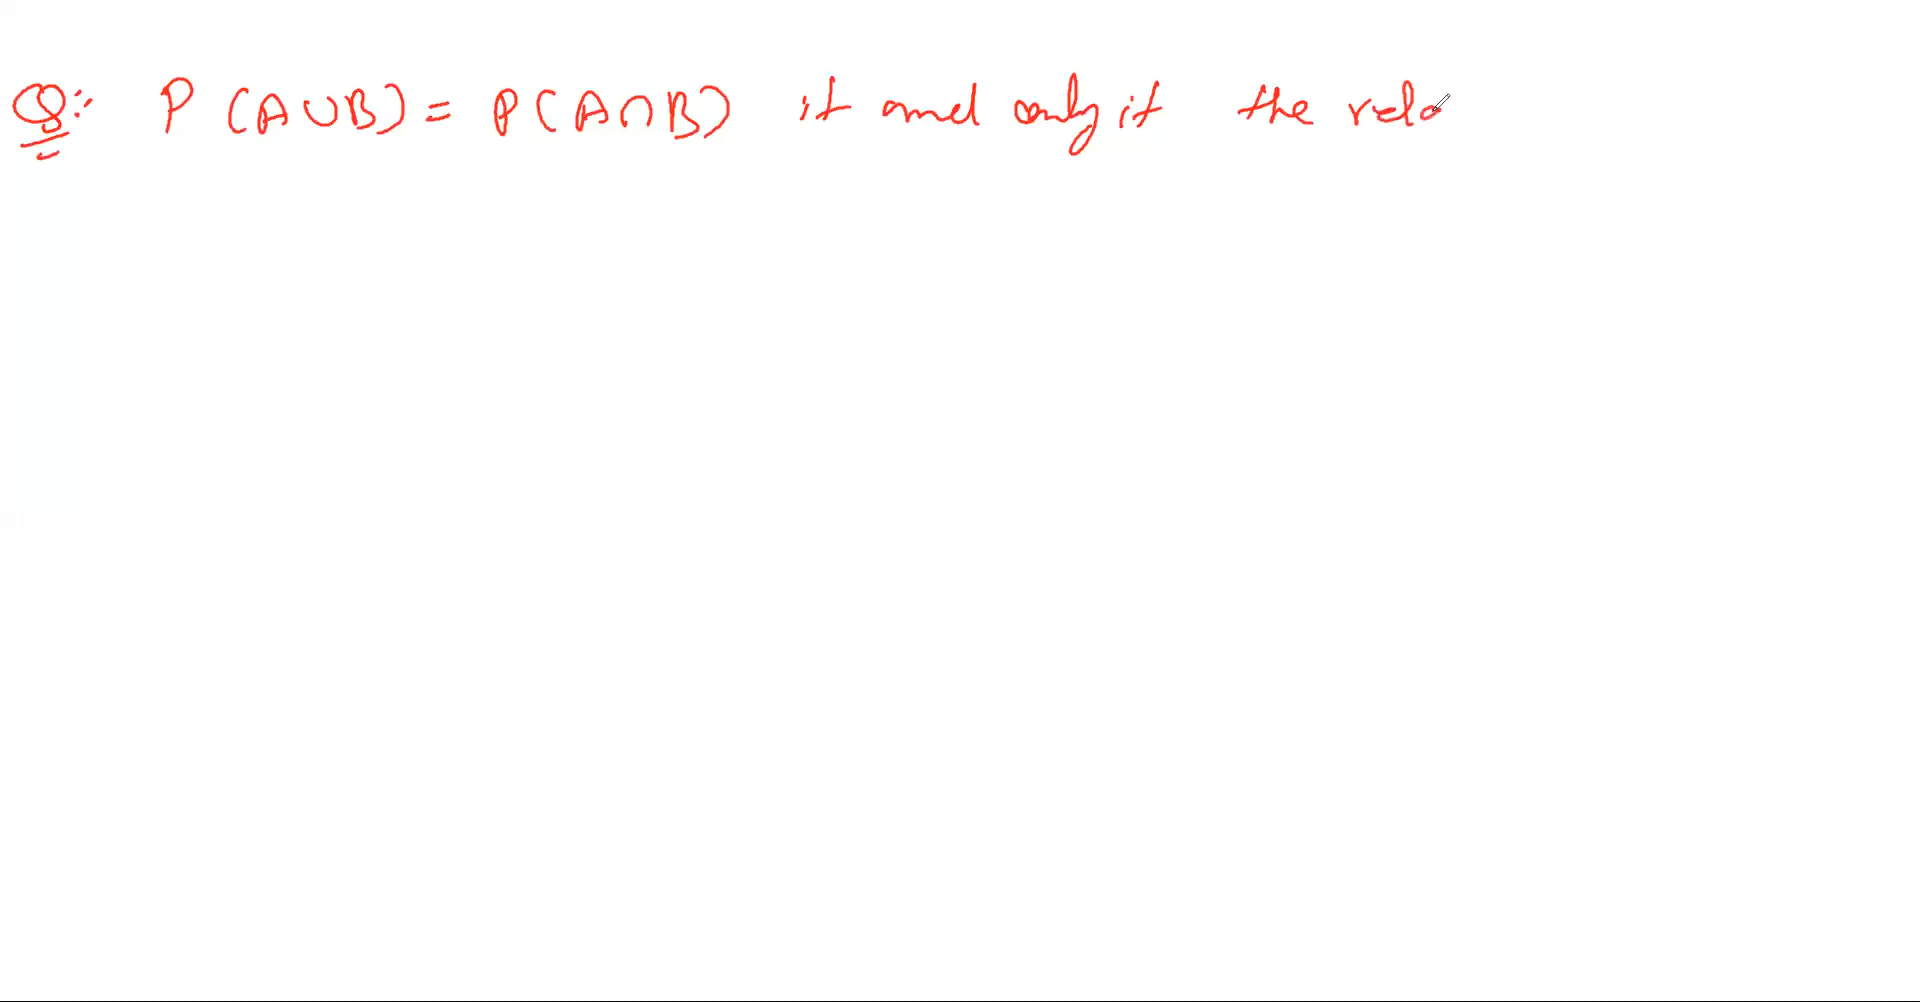 Q:- P(A∪B) = P(A∩B) if and only if the rela